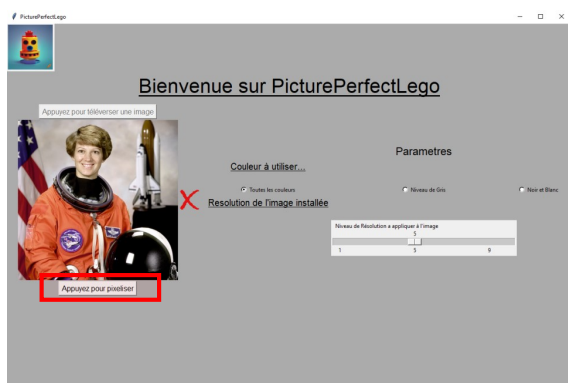 PicturePerfectLego
Bienvenue sur PicturePerfectLego
Appuyez pour téléverser une image
Parametres
Couleur à utiliser...
Toutes les couleurs
Niveau de Gris
Noir et Blanc
Resolution de l'image installée
Niveau de Résolution a appliquer à l'image
5
1 5 9
Appuyez pour pixeliser